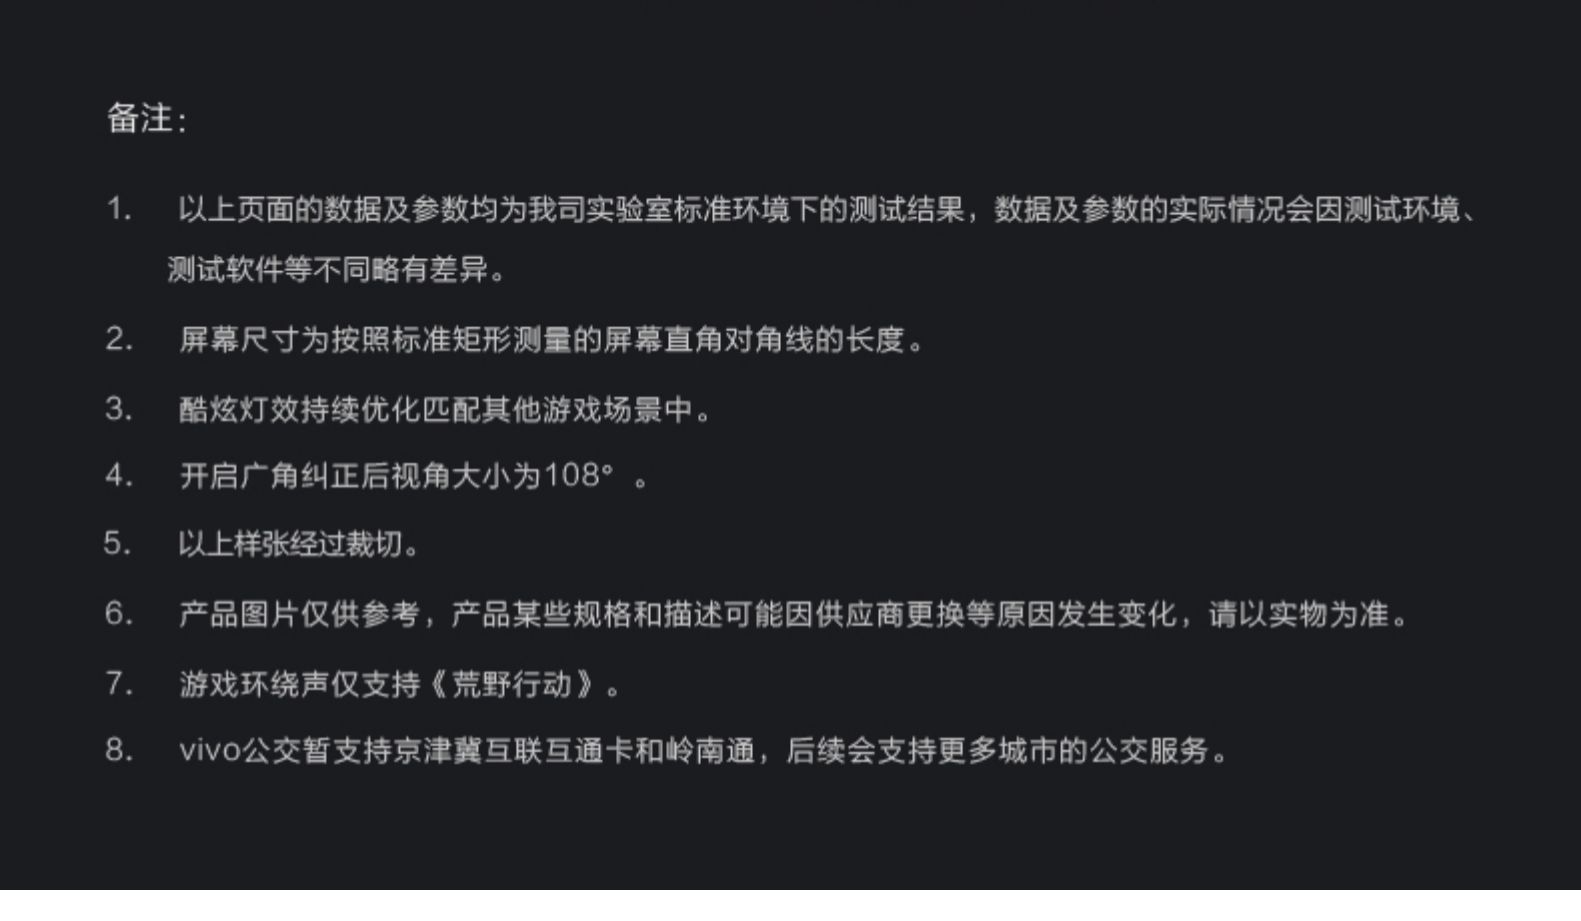 备注：
1. 以上页面的数据及参数均为我司实验室标准环境下的测试结果，数据及参数的实际情况会因测试环境、
测试软件等不同略有差异。
2. 屏幕尺寸为按照标准矩形测量的屏幕直角对角线的长度。
3. 酷炫灯效持续优化匹配其他游戏场景中。
4. 开启广角纠正后视角大小为108° 。
5. 以上样张经过裁切。
6. 产品图片仅供参考，产品某些规格和描述可能因供应商更换等原因发生变化，请以实物为准。
7. 游戏环绕声仅支持《荒野行动》。
8. vivo公交暂支持京津冀互联互通卡和岭南通，后续会支持更多城市的公交服务。